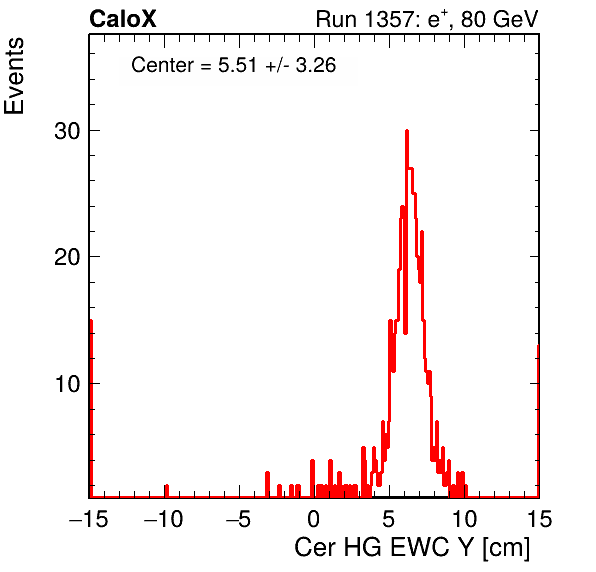 CaloX Run 1357: e⁺, 80 GeV
Center = 5.51 +/- 3.26
Events
30
20
10
−15 −10 −5 0 5 10 15
Cer HG EWC Y [cm]